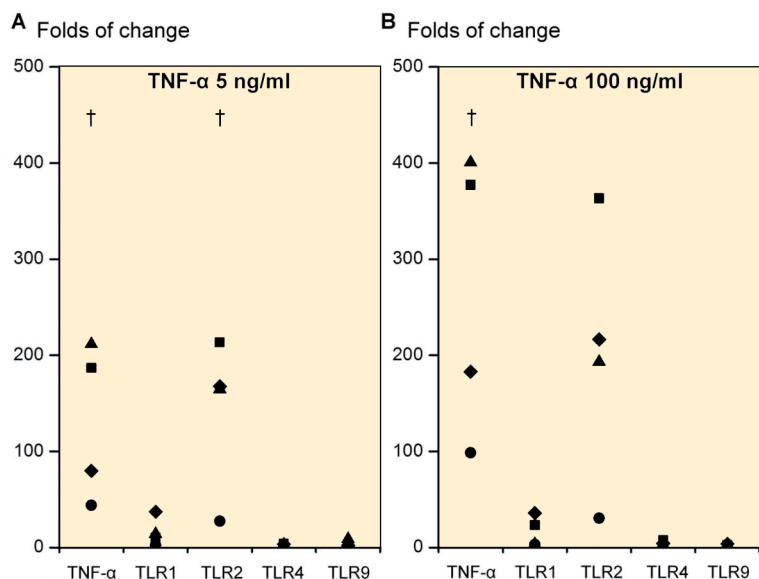 A Folds of change
TNF-α 5 ng/ml
500
400
300
200
100
0
† †
TNF-α TLR1 TLR2 TLR4 TLR9
B Folds of change
TNF-α 100 ng/ml
500
400
300
200
100
0
†
TNF-α TLR1 TLR2 TLR4 TLR9